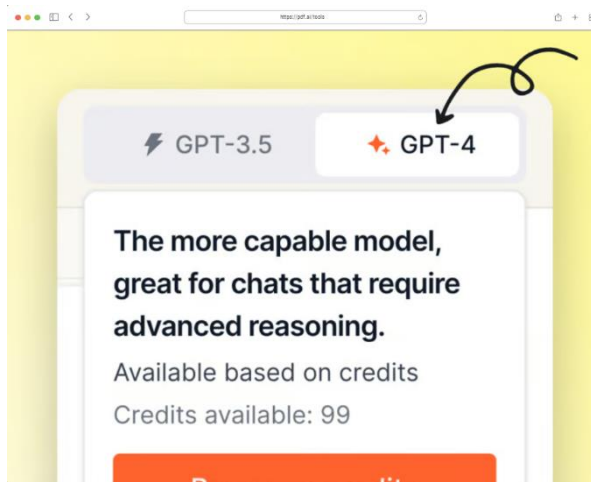 https://pdf.ai/tools
GPT-3.5
GPT-4
The more capable model,
great for chats that require
advanced reasoning.
Available based on credits
Credits available: 99